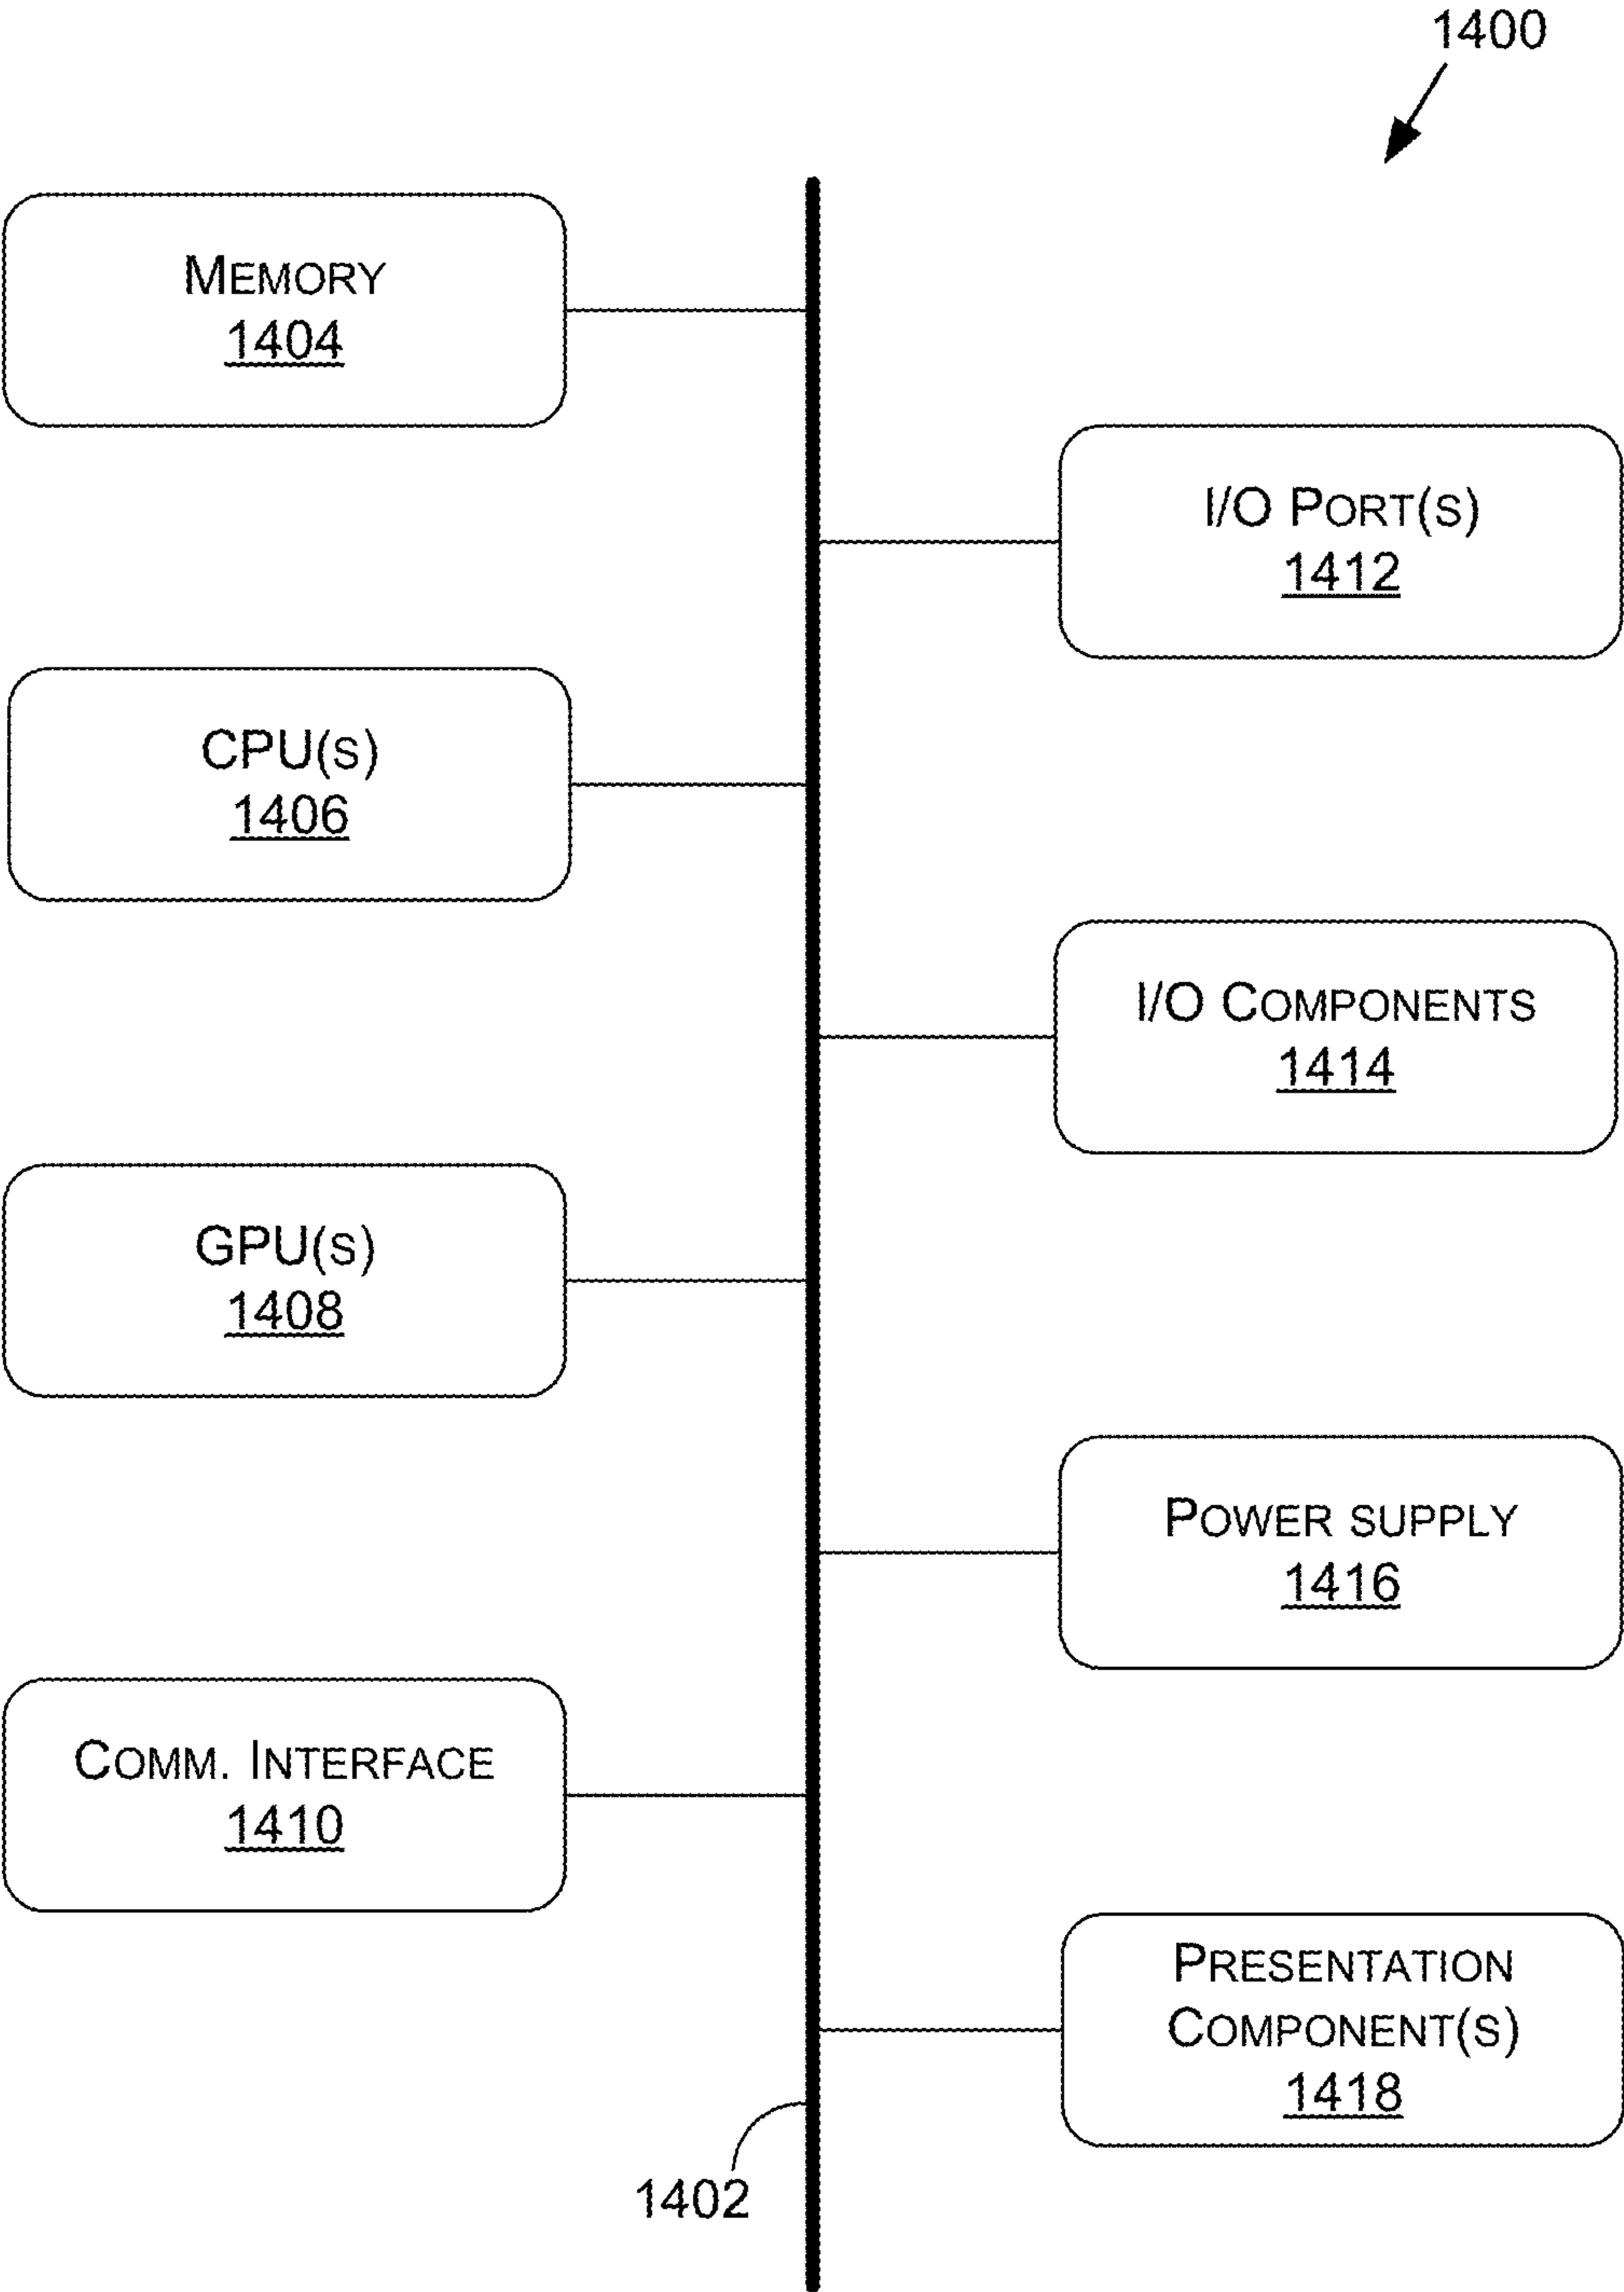 1400
MEMORY
1404
I/O PORT(S)
1412
CPU(S)
1406
I/O COMPONENTS
1414
GPU(S)
1408
POWER SUPPLY
1416
COMM. INTERFACE
1410
PRESENTATION
COMPONENT(S)
1418
1402